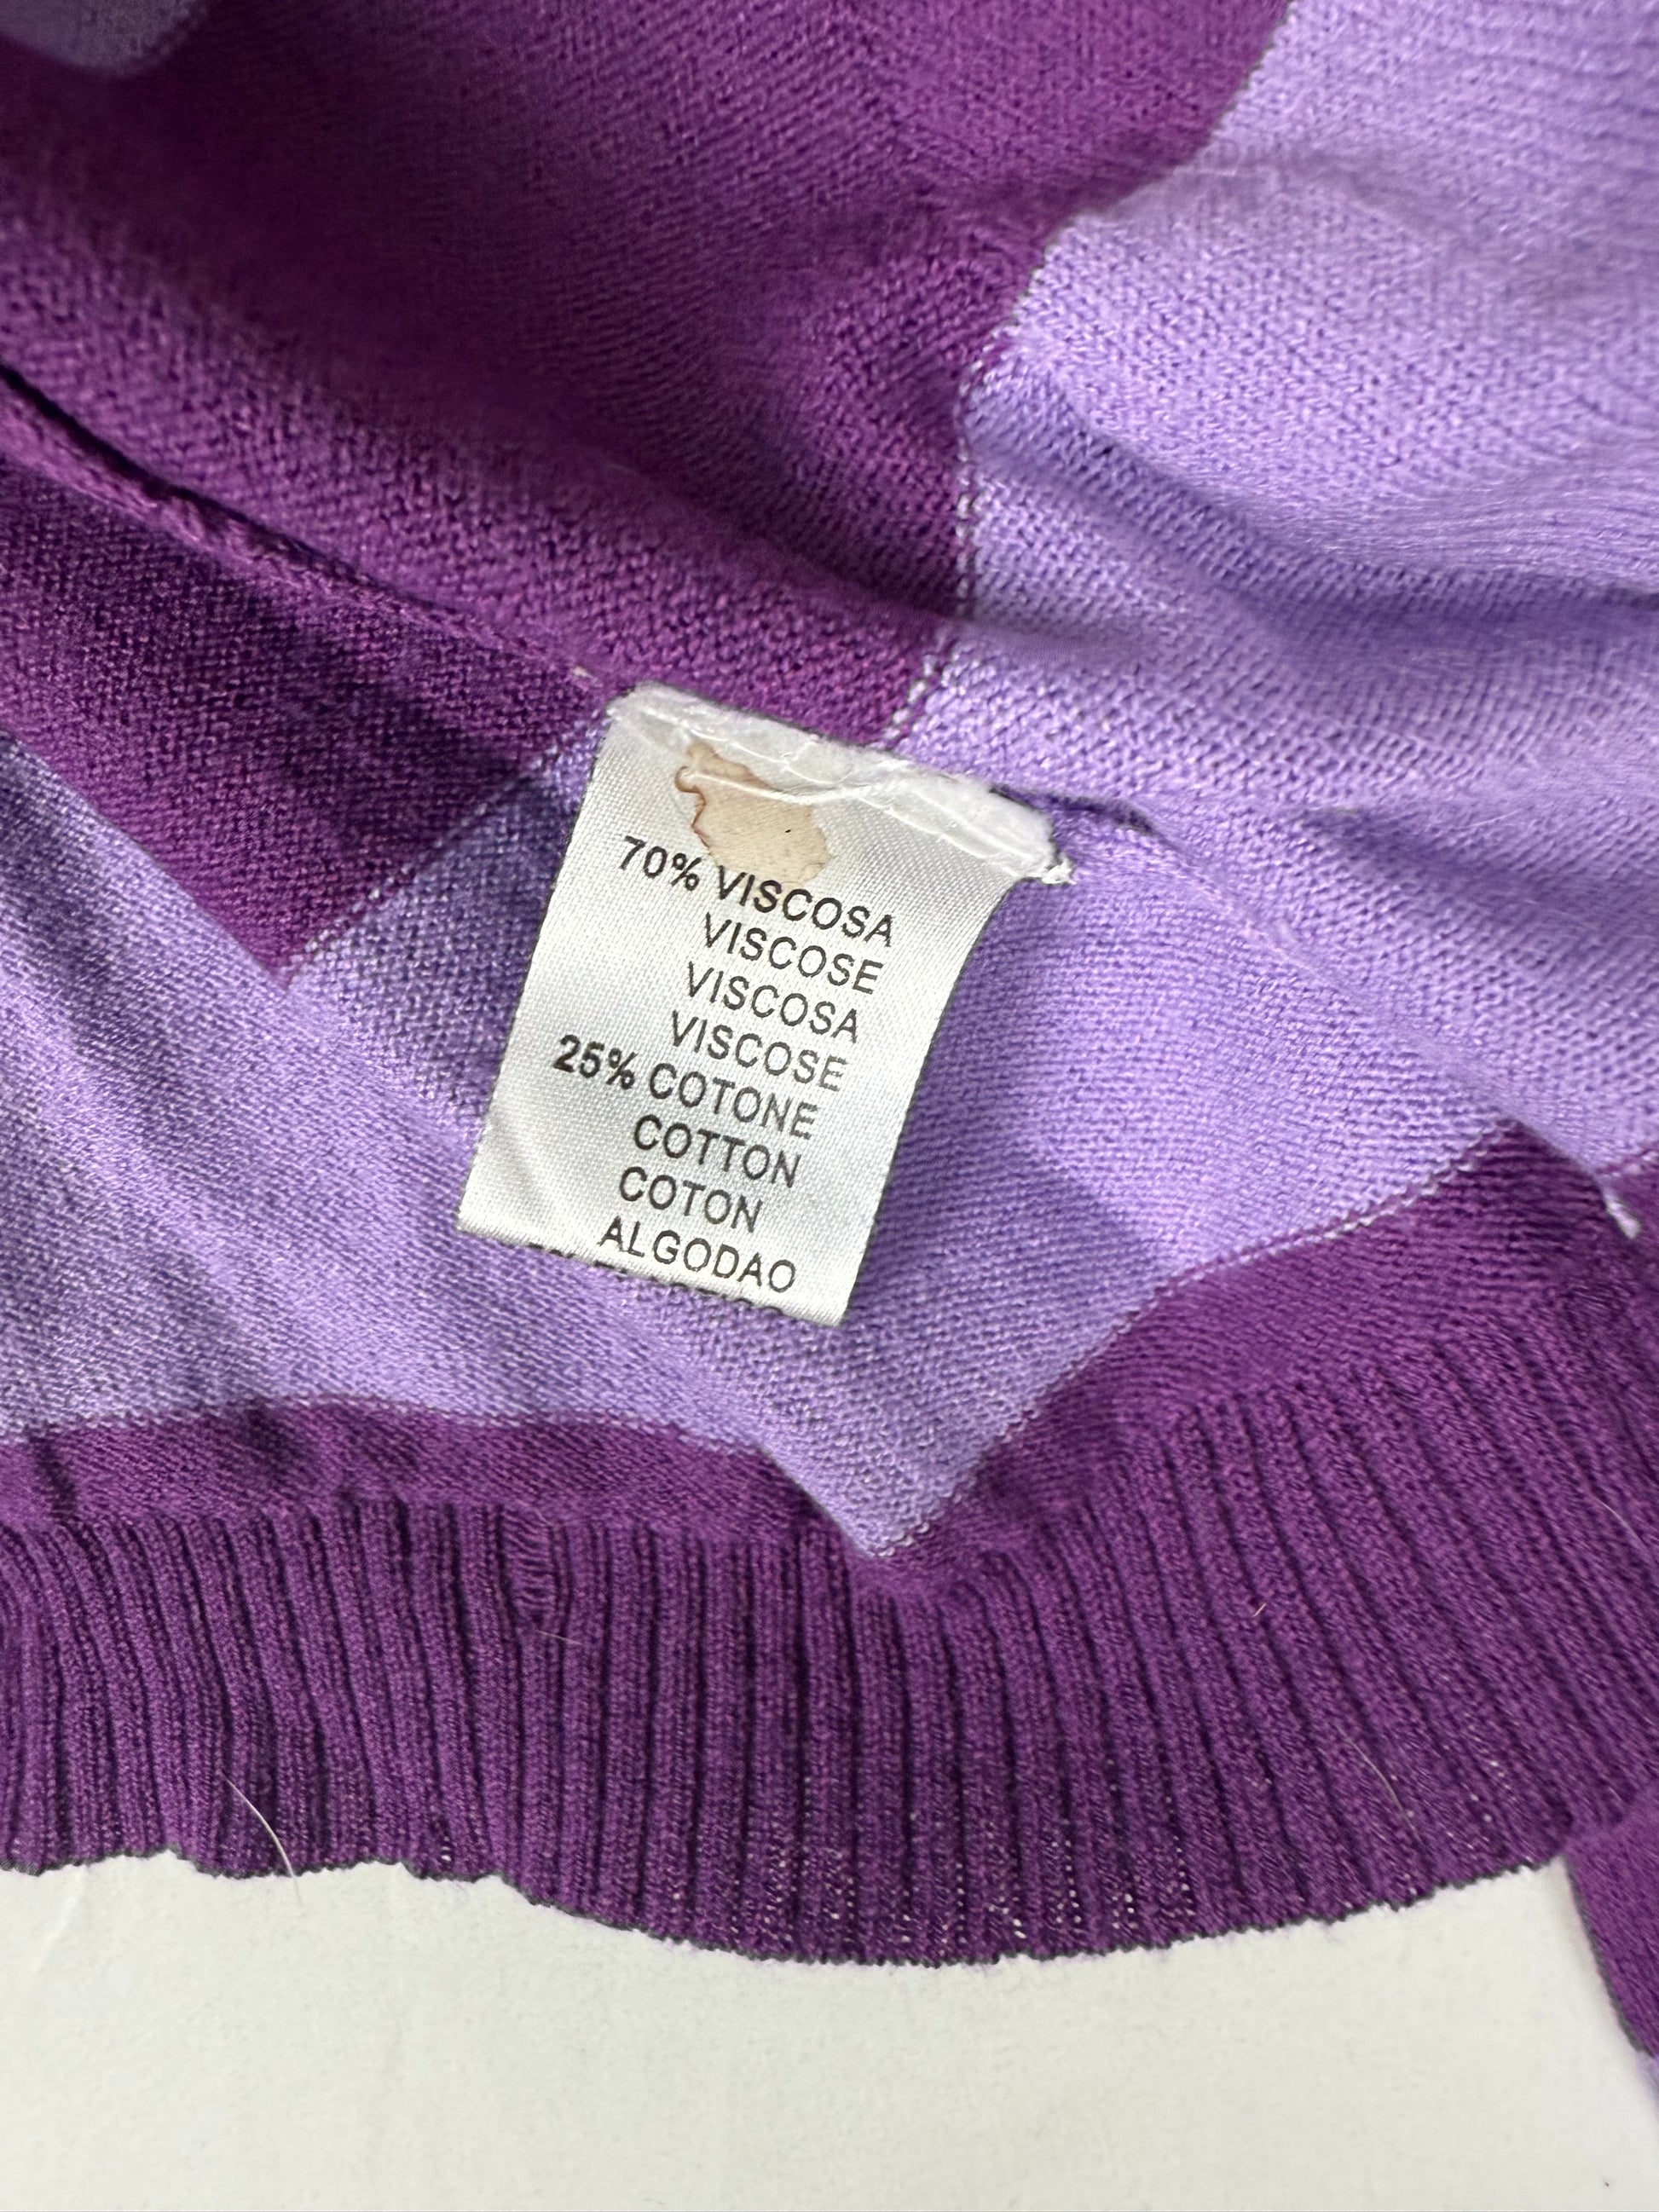 70% VISCOSA
VISCOSE
VISCOSA
VISCOSE
25% COTONE
COTTON
COTON
ALGODAO